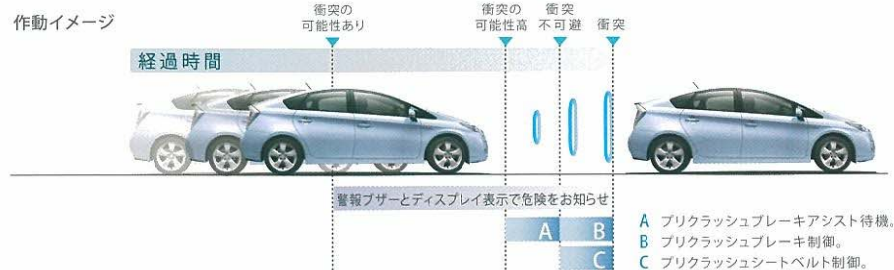 作動イメージ
衝突の
可能性あり
衝突の
可能性高
衝突
不可避
衝突
経過時間
警報ブザーとディスプレイ表示で危険をお知らせ
A B
C
A プリクラッシュブレーキアシスト待機。
B プリクラッシュブレーキ制御。
C プリクラッシュシートベルト制御。